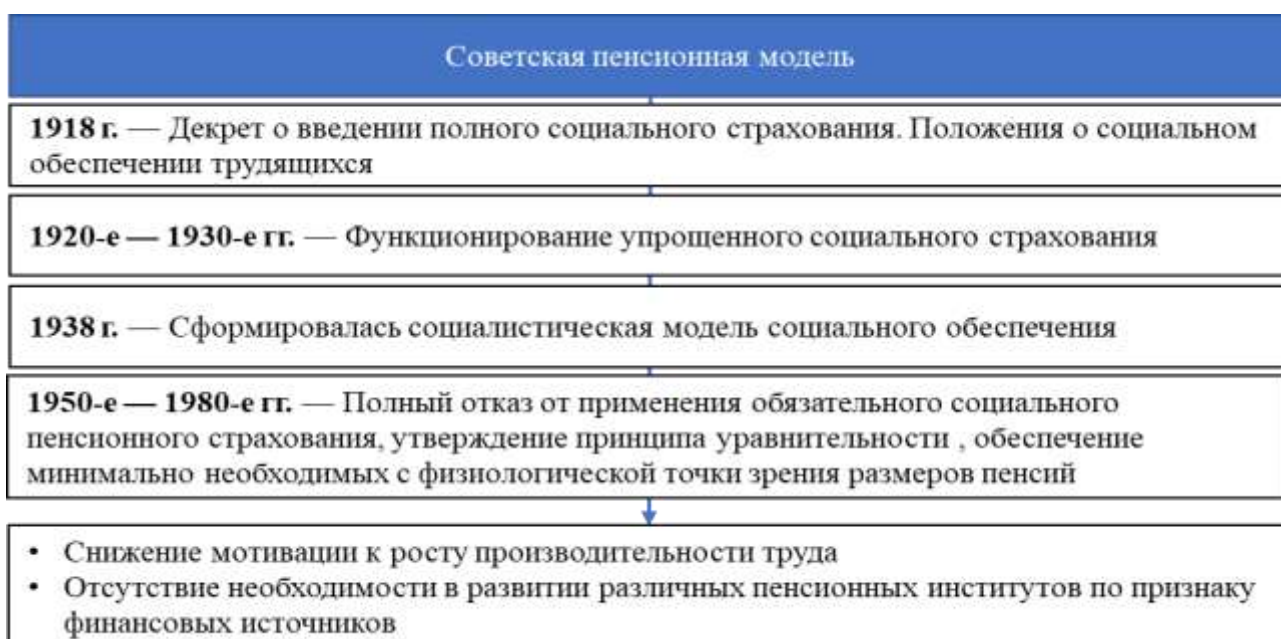 Советская пенсионная модель
1918 г. — Декрет о введении полного социального страхования. Положения о социальном
обеспечении трудящихся
1920-е — 1930-е гг. — Функционирование упрощенного социального страхования
1938 г. — Сформировалась социалистическая модель социального обеспечения
1950-е — 1980-е гг. — Полный отказ от применения обязательного социального
пенсионного страхования, утверждение принципа уравнительности , обеспечение
минимально необходимых с физиологической точки зрения размеров пенсий
• Снижение мотивации к росту производительности труда
• Отсутствие необходимости в развитии различных пенсионных институтов по признаку
финансовых источников